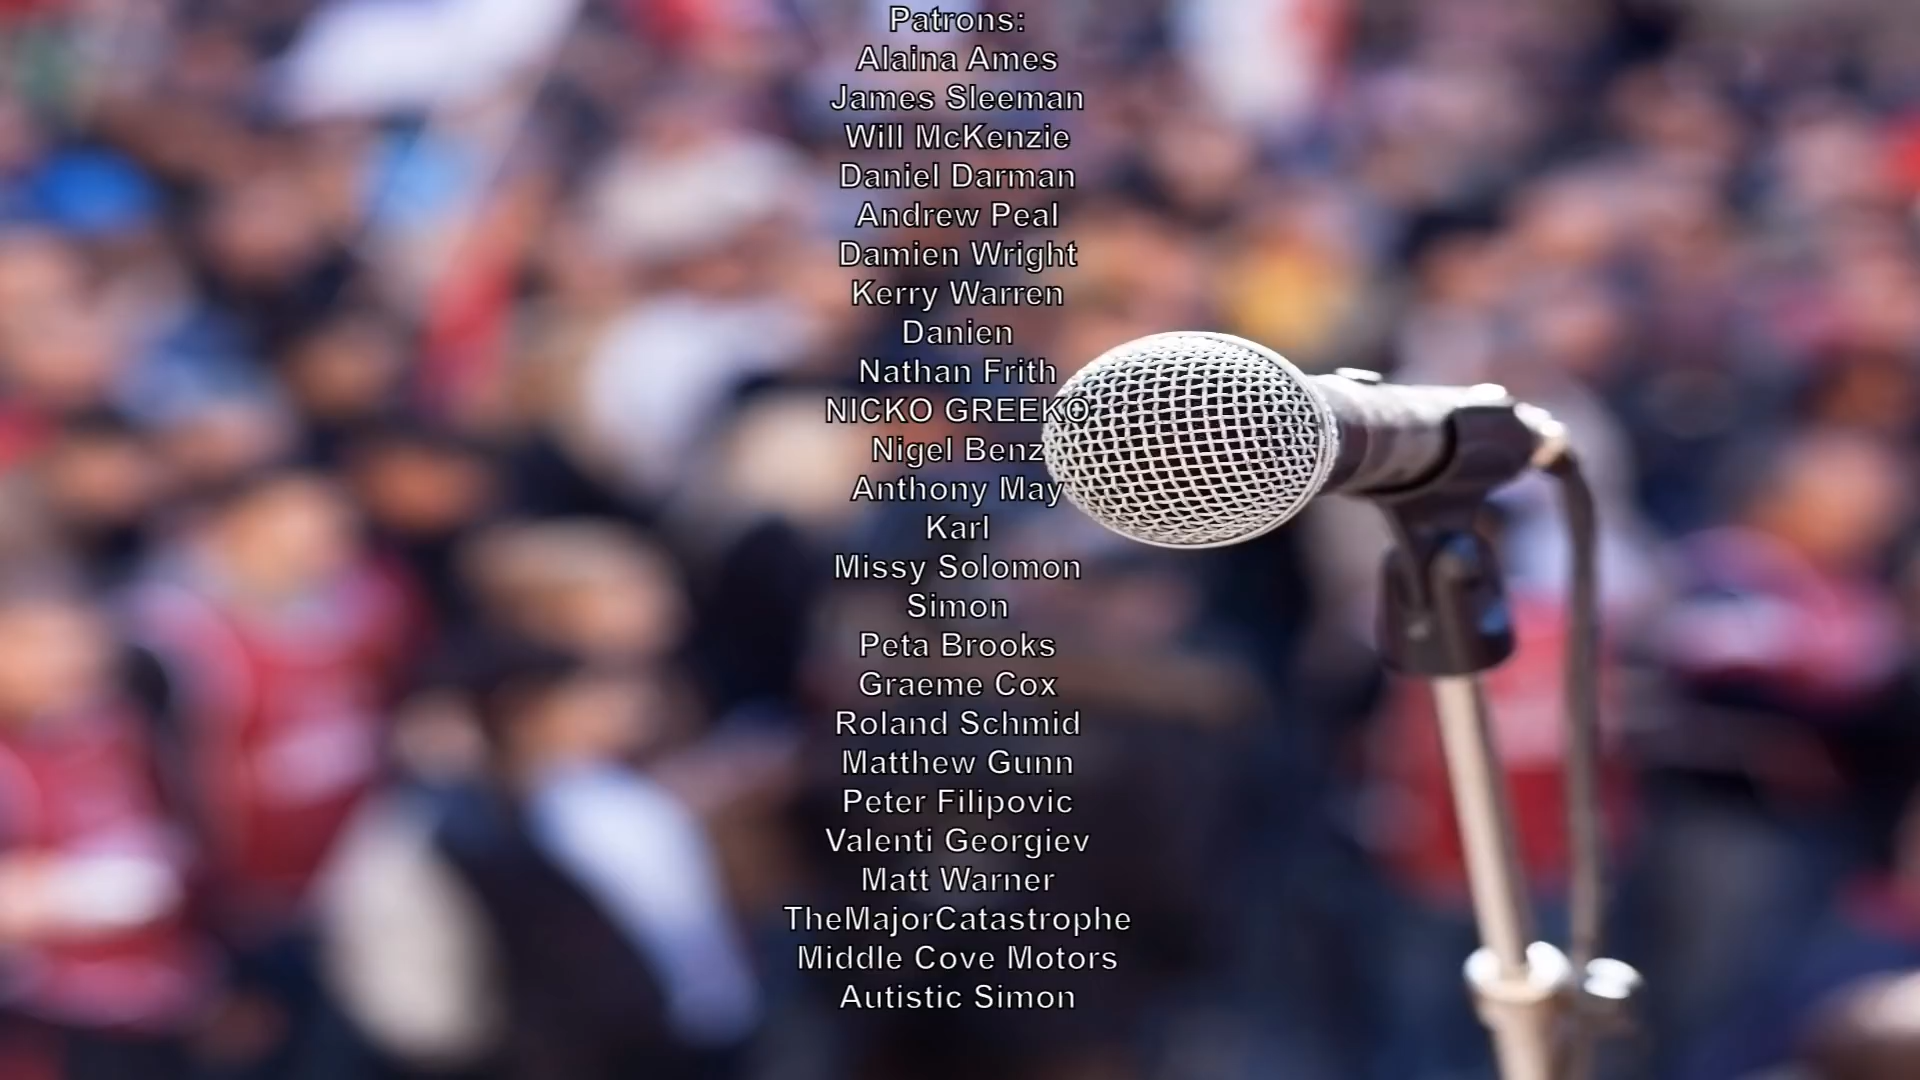 Patrons:
Alaina Ames
James Sleeman
Will McKenzie
Daniel Darman
Andrew Peal
Damien Wright
Kerry Warren
Danien
Nathan Frith
NICKO GREEKO
Nigel Benz
Anthony May
Karl
Missy Solomon
Simon
Peta Brooks
Graeme Cox
Roland Schmid
Matthew Gunn
Peter Filipovic
Valenti Georgiev
Matt Warner
TheMajorCatastrophe
Middle Cove Motors
Autistic Simon